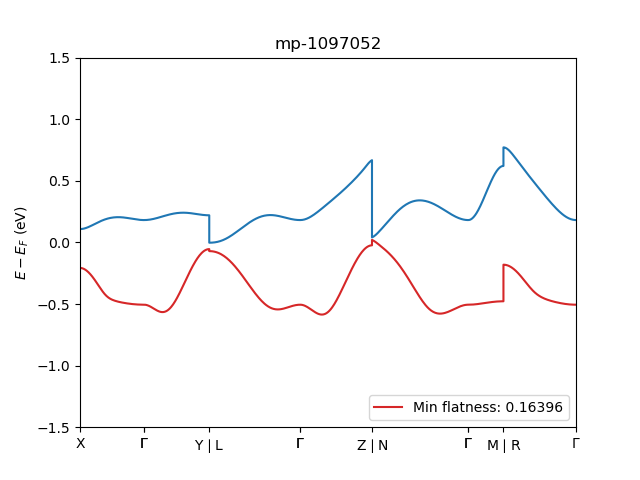 mp-1097052
E − E_F (eV)
1.5
1.0
0.5
0.0
−0.5
−1.0
−1.5
Min flatness: 0.16396
X Γ Y | L Γ Z | N Γ M | R Γ